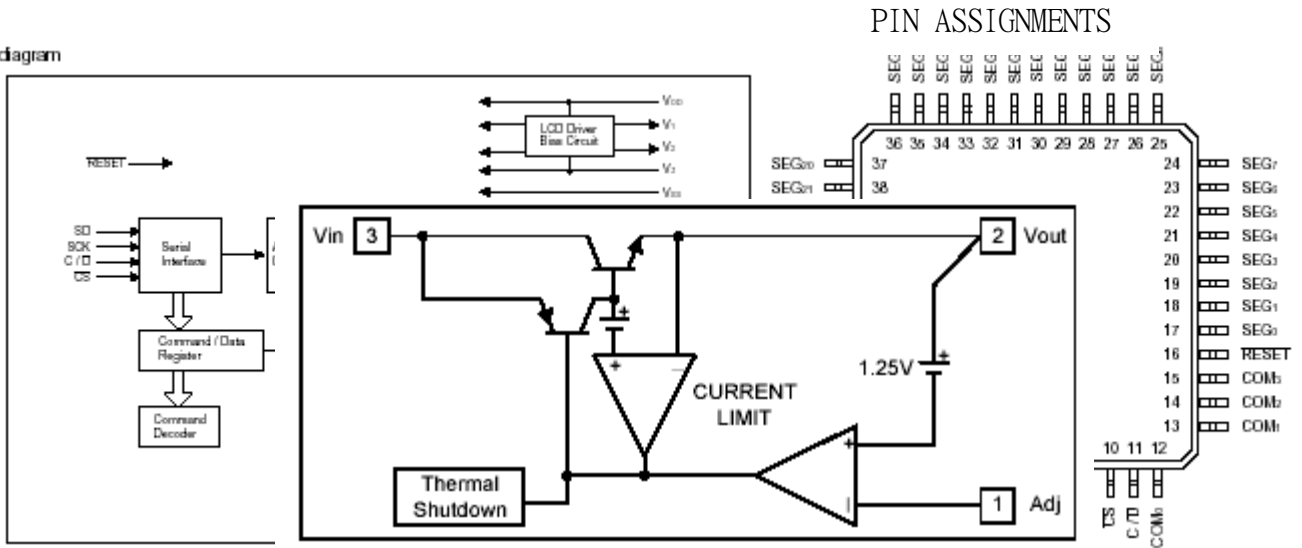 PIN ASSIGNMENTS
diagram
RESET
SCK
C / D
CS
Serial
Interface
Command / Data
Register
Command
Decoder
LCD Driver
Bias Circuit
VDD
V1
V2
V3
VSS
Vin 3
2 Vout
1.25V
CURRENT
LIMIT
Thermal
Shutdown
1 Adj
+
+
+
+
SEG SEG SEG SEG SEG SEG SEG SEG SEG SEG SEG SEG
36 35 34 33 32 31 30 29 28 27 26 25
SEG20 37
SEG21 38
24 SEG7
23 SEG6
22 SEG5
21 SEG4
20 SEG3
19 SEG2
18 SEG1
17 SEG0
16 RESET
15 COM3
14 COM2
13 COM1
10 11 12
CS
C / D
COM0